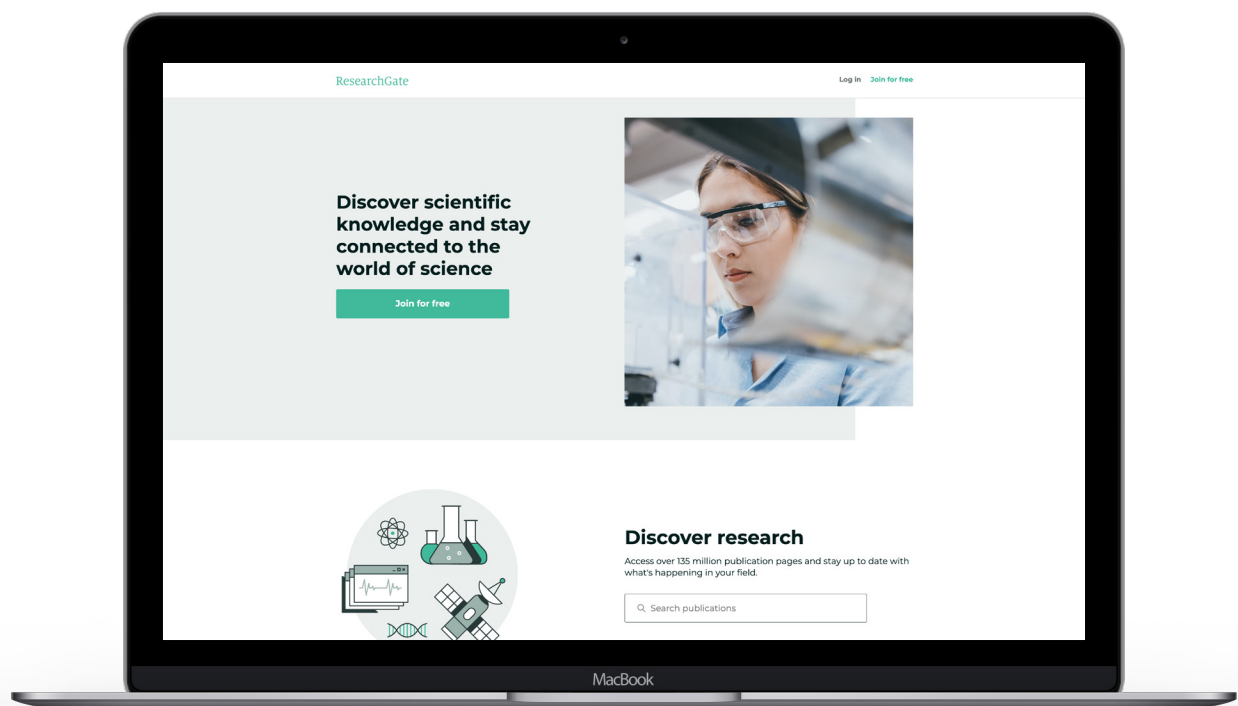 ResearchGate
Log in
Join for free
Discover scientific
knowledge and stay
connected to the
world of science
Join for free
Discover research
Access over 135 million publication pages and stay up to date with
what's happening in your field.
Search publications
MacBook